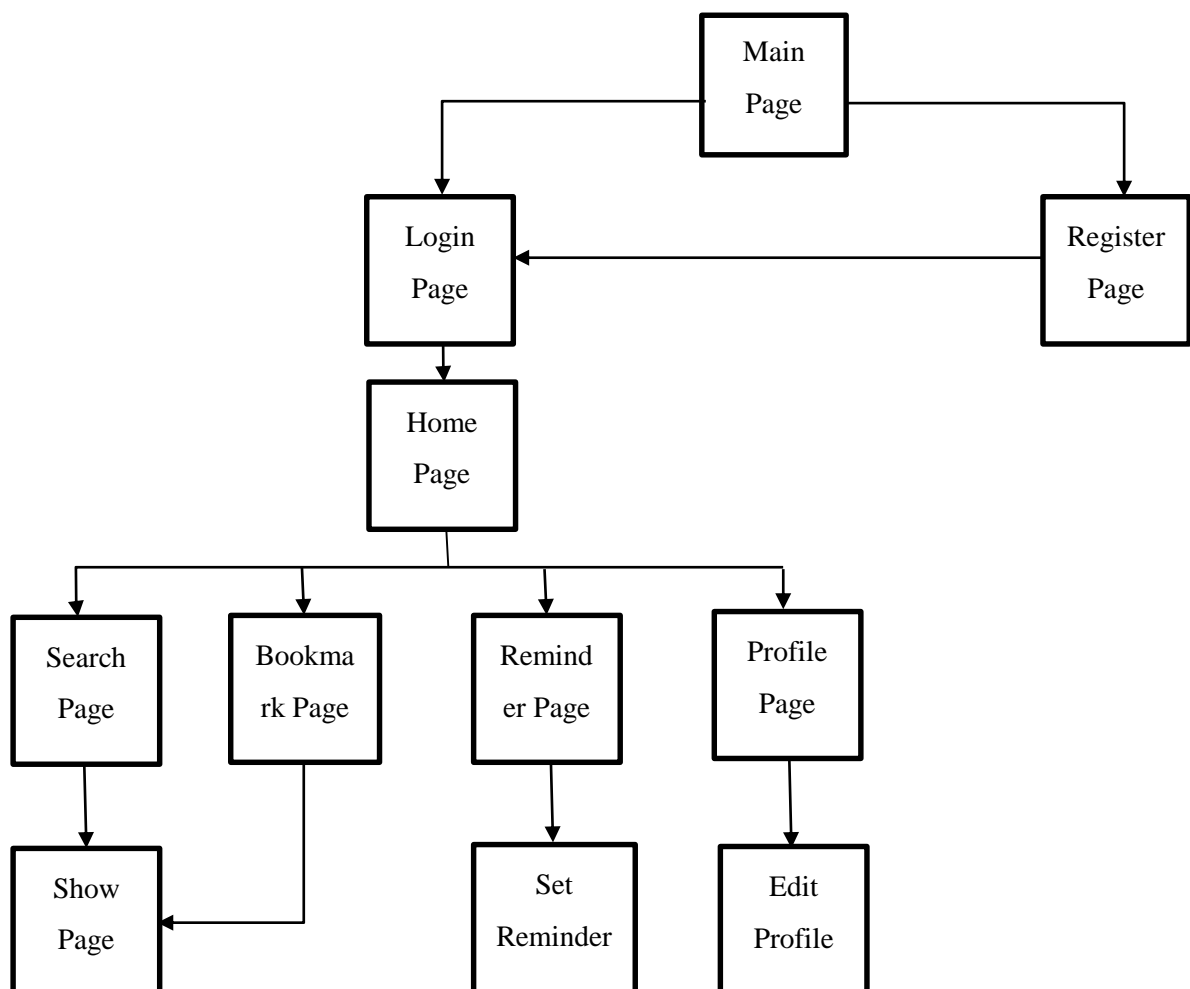 Main
Page
Login
Page
Register
Page
Home
Page
Search
Page
Bookma
rk Page
Remind
er Page
Profile
Page
Show
Page
Set
Reminder
Edit
Profile